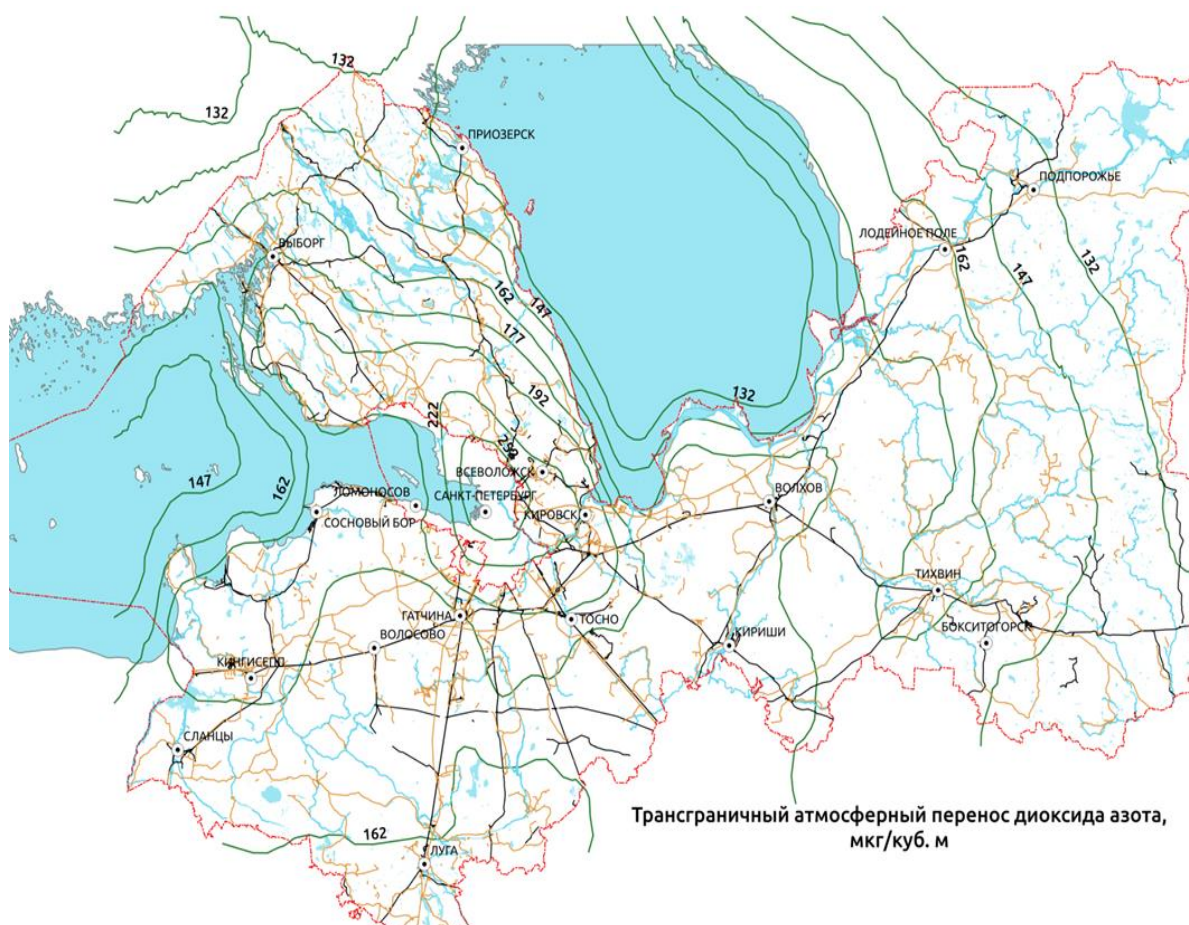 132
132
ПРИОЗЕРСК
ПОДПОРОЖЬЕ
ВЫБОРГ
ЛОДЕЙНОЕ ПОЛЕ
162
147
132
162
147
177
192
132
222
ВСЕВОЛОЖСК
147
162
ЛОМОНОСОВ
САНКТ-ПЕТЕРБУРГ
КИРОВСК
ВОЛХОВ
СОСНОВЫЙ БОР
ТИХВИН
ГАТЧИНА
ТОСНО
КИРИШИ
БОКСИТОГОРСК
ВОЛОСОВО
КИНГИСЕПП
СЛАНЦЫ
Трансграничный атмосферный перенос диоксида азота,
мкг/куб. м
162
ЛУГА